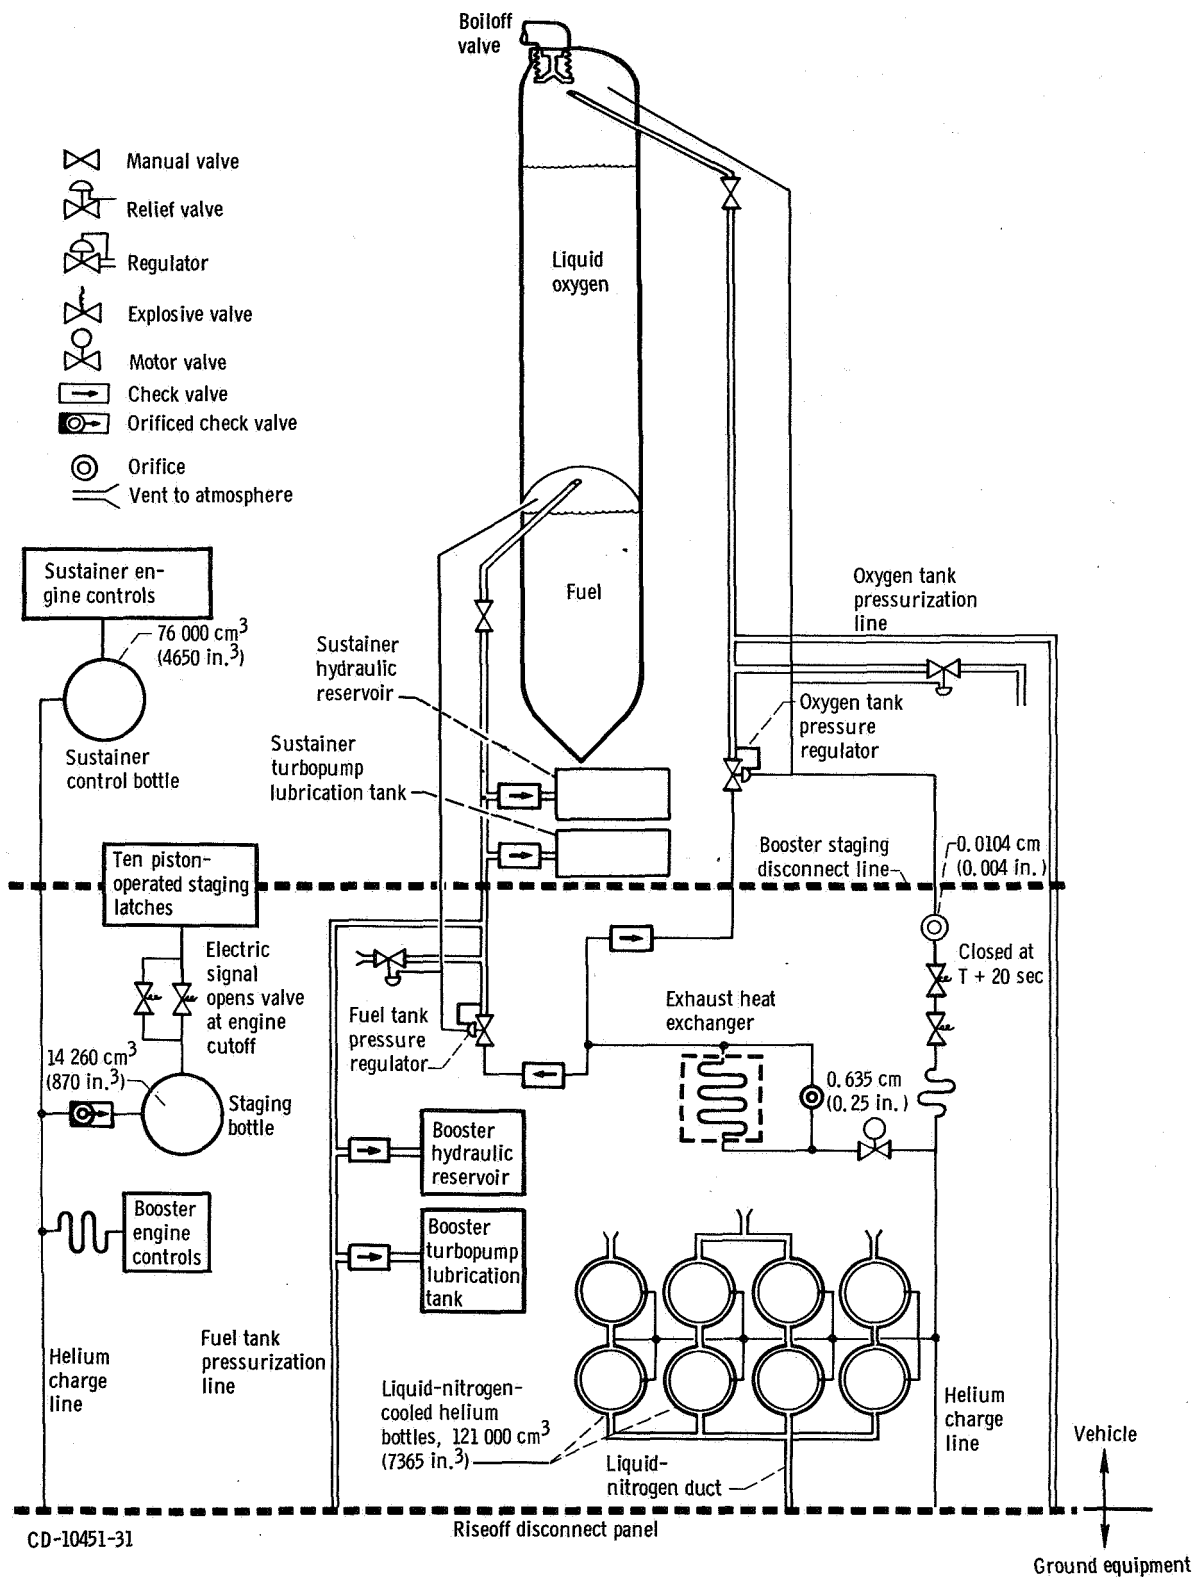 Boiloff
valve
Manual valve
Relief valve
Regulator
Explosive valve
Motor valve
Check valve
Orificed check valve
Orifice
Vent to atmosphere
Liquid
oxygen
Fuel
Sustainer en-
gine controls
76 000 cm³
(4650 in.³)
Sustainer
control bottle
Sustainer
hydraulic
reservoir
Sustainer
turbopump
lubrication tank
Oxygen tank
pressurization
line
Oxygen tank
pressure
regulator
Booster staging
disconnect line
0.0104 cm
(0.004 in.)
Ten piston-
operated staging
latches
Electric
signal
opens valve
at engine
cutoff
Closed at
T + 20 sec
Fuel tank
pressure
regulator
Exhaust heat
exchanger
14 260 cm³
(870 in.³)
Staging
bottle
0.635 cm
(0.25 in.)
Booster
hydraulic
reservoir
Booster
engine
controls
Booster
turbopump
lubrication
tank
Helium
charge
line
Fuel tank
pressurization
line
Liquid-nitrogen-
cooled helium
bottles, 121 000 cm³
(7365 in.³)
Liquid-
nitrogen duct
Helium
charge
line
Vehicle
Riseoff disconnect panel
CD-10451-31
Ground equipment